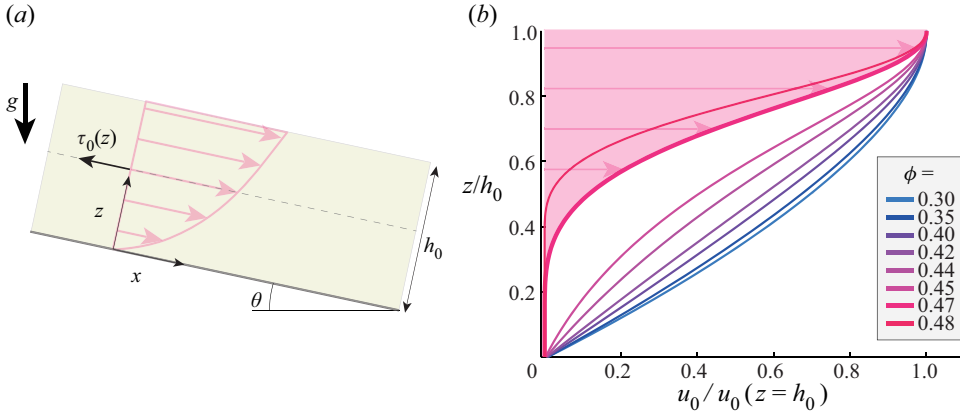 (a)
g
τ₀(z)
z
x
θ
h₀
(b)
1.0
0.8
0.6
z/h₀
0.4
0.2
0
0.2
0.4
0.6
0.8
1.0
u₀/u₀(z = h₀)
ϕ =
0.30
0.35
0.40
0.42
0.44
0.45
0.47
0.48